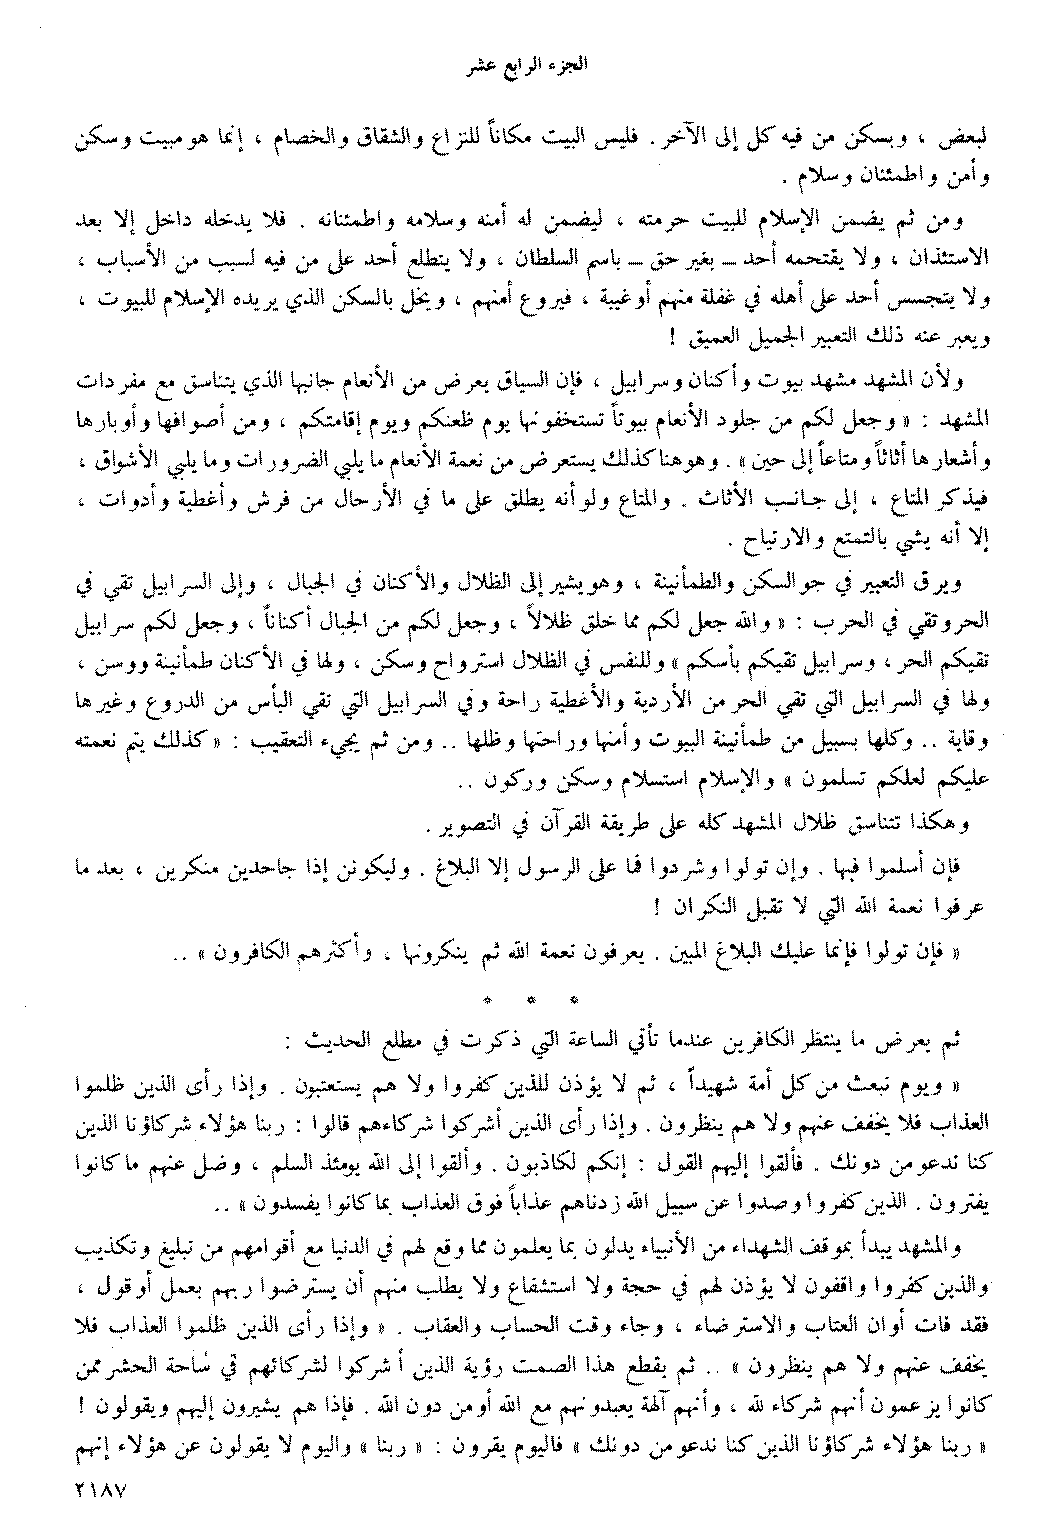 الجزء الرابع عشر
لبعض ، ويسكن من فيه كل إلى الآخر . فليس البيت مكاناً للنزاع والشقاق والخصام ، إنما هو مبيت وسكن
وأمن واطمئنان وسلام .
ومن ثم يضمن الإسلام للبيت حرمته ، ليضمن له أمنه وسلامه واطمئنانه . فلا يدخله داخل إلا بعد
الاستئذان ، ولا يقتحمه أحد – بغير حق – باسم السلطان ، ولا يتطلع أحد على من فيه لسبب من الأسباب ،
ولا يتجسس أحد على أهله في غفلة منهم أو غيبة ، فيروع أمنهم ، ويخل بالسكن الذي يريده الإسلام للبيوت ،
ويعبر عنه ذلك التعبير الجميل العميق !
ولأن المشهد مشهد بيوت وأكنان وسرابيل ، فإن السياق يعرض من الأنعام جانبها الذي يتناسق مع مفردات
المشهد : « وجعل لكم من جلود الأنعام بيوتاً تستخفونها يوم ظعنكم ويوم إقامتكم ، ومن أصوافها وأوبارها
وأشعارها أثاثاً ومتاعاً إلى حين » . وهو هنا كذلك يستعرض من نعمة الأنعام ما يلبي الضرورات وما يلبي الأشواق ،
فيذكر المتاع ، إلى جانب الأثاث . والمتاع ولو أنه يطلق على ما في الأرحال من فرش وأغطية وأدوات ،
إلا أنه يشي بالتمتع والارتياح .
ويرق التعبير في جو السكن والطمأنينة ، وهو يشير إلى الظلال والأكنان في الجبال ، وإلى السرابيل تقي في
الحر وتقي في الحرب : « والله جعل لكم مما خلق ظلالاً ، وجعل لكم من الجبال أكناناً ، وجعل لكم سرابيل
تقيكم الحر ، وسرابيل تقيكم بأسكم » وللنفس في الظلال استرواح وسكن ، ولها في الأكنان طمأنينة ووسن ،
ولها في السرابيل التي تقي الحر من الأردية والأغطية راحة وفي السرابيل التي تقي البأس من الدروع وغيرها
وقاية .. وكلها بسبيل من طمأنينة البيوت وأمنها وراحتها وظلها .. ومن ثم يجيء التعقيب : « كذلك يتم نعمته
عليكم لعلكم تسلمون » والإسلام استسلام وسكن وركون ..
وهكذا تتناسق ظلال المشهد كله على طريقة القرآن في التصوير .
فإن أسلموا فبها . وإن تولوا وشردوا فما على الرسول إلا البلاغ . وليكونن إذا جاحدين منكرين ، بعد ما
عرفوا نعمة الله التي لا تقبل النكران !
« فإن تولوا فإنما عليك البلاغ المبين . يعرفون نعمة الله ثم ينكرونها ، وأكثرهم الكافرون » ..
* * *
ثم يعرض ما ينتظر الكافرين عندما تأتي الساعة التي ذكرت في مطلع الحديث :
« ويوم نبعث من كل أمة شهيداً ، ثم لا يؤذن للذين كفروا ولا هم يستعتبون . وإذا رأى الذين ظلموا
العذاب فلا يخفف عنهم ولا هم ينظرون . وإذا رأى الذين أشركوا شركاءهم قالوا : ربنا هؤلاء شركاؤنا الذين
كنا ندعو من دونك . فألقوا إليهم القول : إنكم لكاذبون . وألقوا إلى الله يومئذ السلم ، وضل عنهم ما كانوا
يفترون . الذين كفروا وصدوا عن سبيل الله زدناهم عذاباً فوق العذاب بما كانوا يفسدون » ..
والمشهد يبدأ بموقف الشهداء من الأنبياء يدلون بما يعلمون مما وقع لهم في الدنيا مع أقوامهم من تبليغ وتكذيب
والذين كفروا واقفون لا يؤذن لهم في حجة ولا استشفاع ولا يطلب منهم أن يسترضوا ربهم بعمل أو قول ،
فقد فات أوان العتاب والاسترضاء ، وجاء وقت الحساب والعقاب . « وإذا رأى الذين ظلموا العذاب فلا
يخفف عنهم ولا هم ينظرون » .. ثم يقطع هذا الصمت رؤية الذين أشركوا لشركائهم في ساحة الحشر ممن
كانوا يزعمون أنهم شركاء لله ، وأنهم آلهة يعبدونهم مع الله أو من دون الله . فإذا هم يشيرون إليهم ويقولون !
« ربنا هؤلاء شركاؤنا الذين كنا ندعو من دونك » فاليوم يقرون : « ربنا » واليوم لا يقولون عن هؤلاء إنهم
٢١٨٧